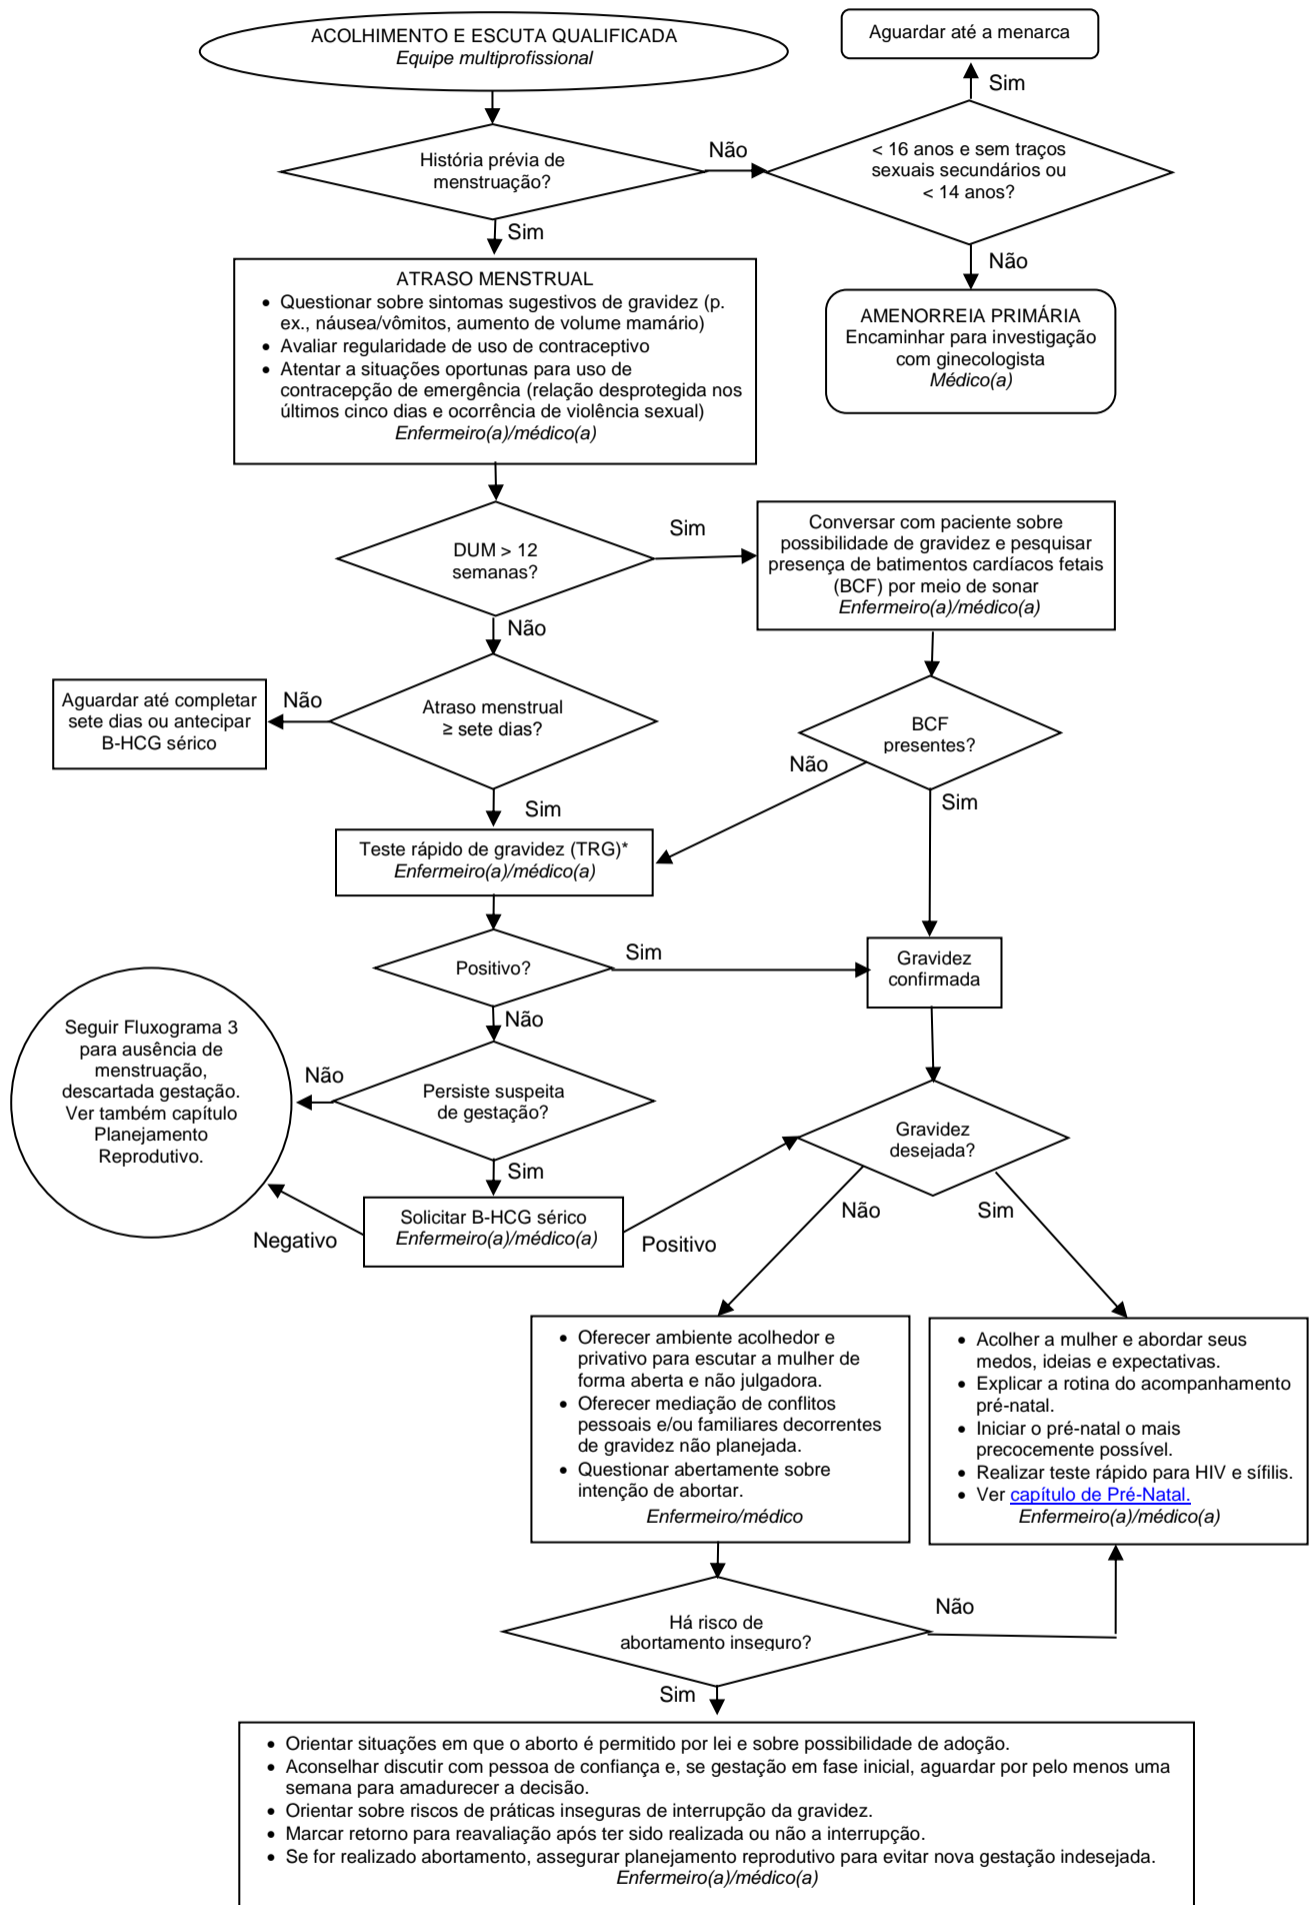 ACOLHIMENTO E ESCUTA QUALIFICADA
Equipe multiprofissional
Aguardar até a menarca
Sim
História prévia de
menstruação?
Não
< 16 anos e sem traços
sexuais secundários ou
< 14 anos?
Sim
Não
ATRASO MENSTRUAL
• Questionar sobre sintomas sugestivos de gravidez (p.
ex., náusea/vômitos, aumento de volume mamário)
• Avaliar regularidade de uso de contraceptivo
• Atentar a situações oportunas para uso de
contracepção de emergência (relação desprotegida nos
últimos cinco dias e ocorrência de violência sexual)
Enfermeiro(a)/médico(a)
AMENORREIA PRIMÁRIA
Encaminhar para investigação
com ginecologista
Médico(a)
DUM > 12
semanas?
Sim
Conversar com paciente sobre
possibilidade de gravidez e pesquisar
presença de batimentos cardíacos fetais
(BCF) por meio de sonar
Enfermeiro(a)/médico(a)
Não
Aguardar até completar
sete dias ou antecipar
B-HCG sérico
Não
Atraso menstrual
≥ sete dias?
BCF
presentes?
Não
Sim
Sim
Teste rápido de gravidez (TRG)*
Enfermeiro(a)/médico(a)
Positivo?
Sim
Gravidez
confirmada
Não
Seguir Fluxograma 3
para ausência de
menstruação,
descartada gestação.
Ver também capítulo
Planejamento
Reprodutivo.
Não
Persiste suspeita
de gestação?
Gravidez
desejada?
Sim
Solicitar B-HCG sérico
Enfermeiro(a)/médico(a)
Negativo
Positivo
Não
Sim
• Oferecer ambiente acolhedor e
privativo para escutar a mulher de
forma aberta e não julgadora.
• Oferecer mediação de conflitos
pessoais e/ou familiares decorrentes
de gravidez não planejada.
• Questionar abertamente sobre
intenção de abortar.
Enfermeiro/médico
• Acolher a mulher e abordar seus
medos, ideias e expectativas.
• Explicar a rotina do acompanhamento
pré-natal.
• Iniciar o pré-natal o mais
precocemente possível.
• Realizar teste rápido para HIV e sífilis.
• Ver capítulo de Pré-Natal.
Enfermeiro(a)/médico(a)
Há risco de
abortamento inseguro?
Não
Sim
• Orientar situações em que o aborto é permitido por lei e sobre possibilidade de adoção.
• Aconselhar discutir com pessoa de confiança e, se gestação em fase inicial, aguardar por pelo menos uma
semana para amadurecer a decisão.
• Orientar sobre riscos de práticas inseguras de interrupção da gravidez.
• Marcar retorno para reavaliação após ter sido realizada ou não a interrupção.
• Se for realizado abortamento, assegurar planejamento reprodutivo para evitar nova gestação indesejada.
Enfermeiro(a)/médico(a)